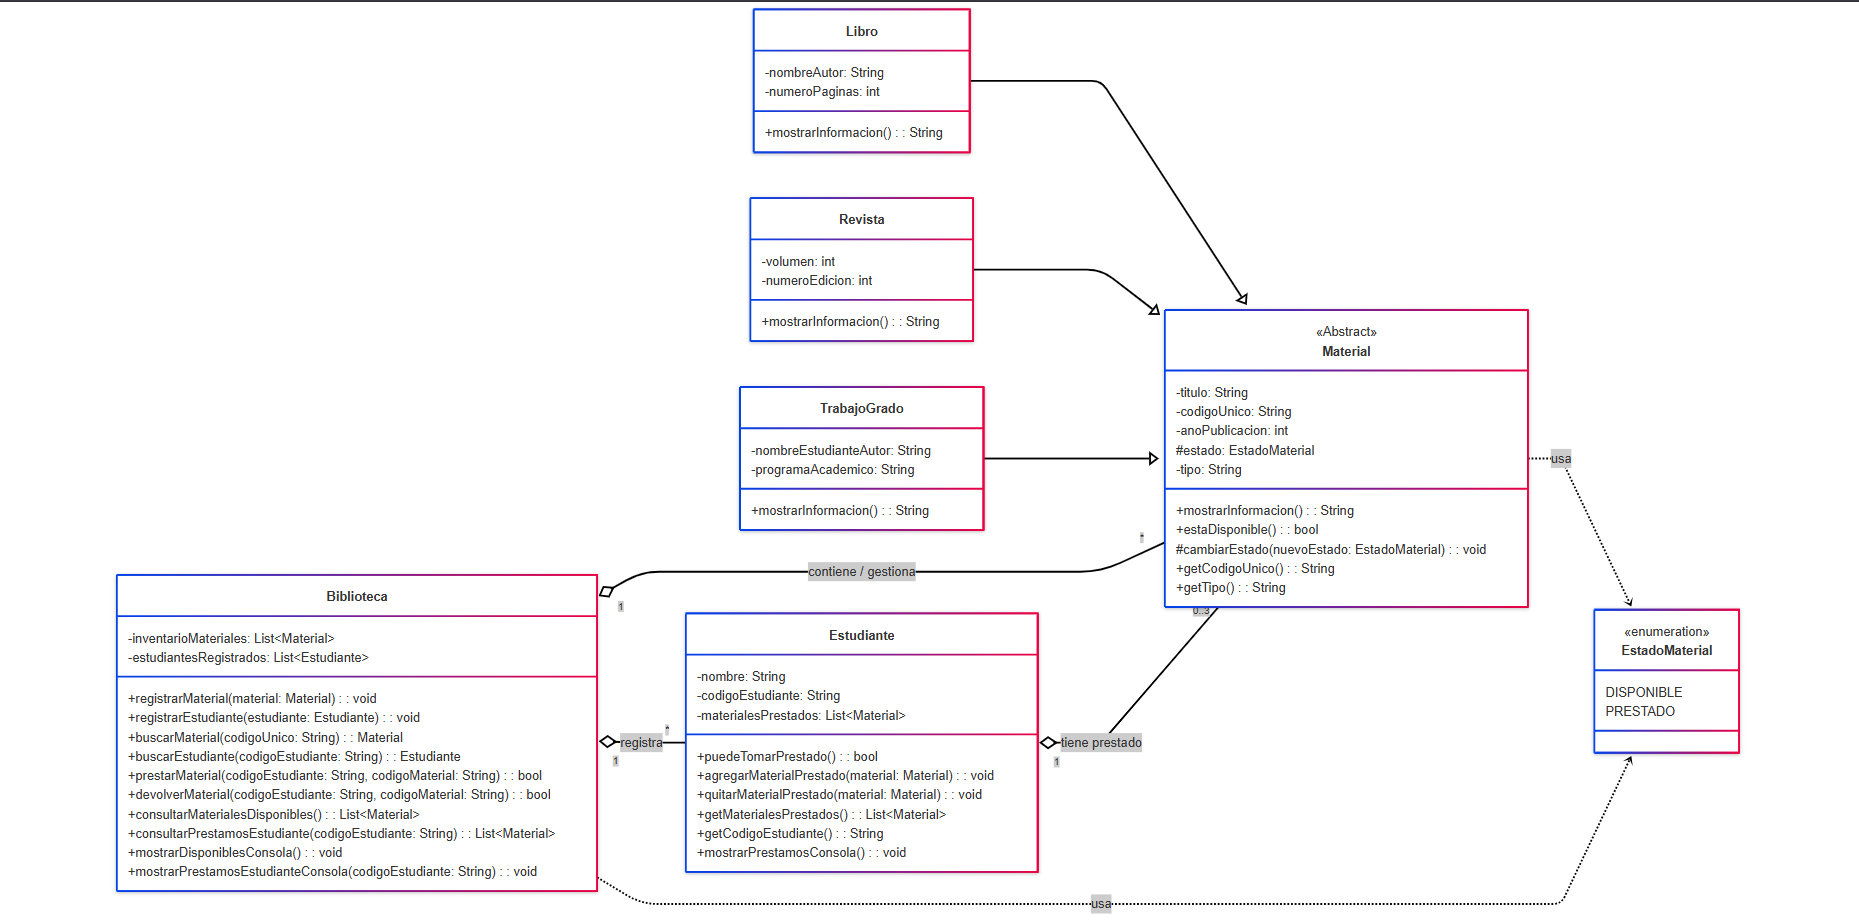 Libro
-nombreAutor: String
-numeroPaginas: int
+mostrarInformacion() : : String
Revista
-volumen: int
-numeroEdicion: int
+mostrarInformacion() : : String
TrabajoGrado
-nombreEstudianteAutor: String
-programaAcademico: String
+mostrarInformacion() : : String
«Abstract»
Material
-titulo: String
-codigoUnico: String
-anoPublicacion: int
#estado: EstadoMaterial
-tipo: String
+mostrarInformacion() : : String
+estaDisponible() : : bool
#cambiarEstado(nuevoEstado: EstadoMaterial) : : void
+getCodigoUnico() : : String
+getTipo() : : String
usa
*
contiene / gestiona
1
Biblioteca
-inventarioMateriales: List<Material>
-estudiantesRegistrados: List<Estudiante>
+registrarMaterial(material: Material) : : void
+registrarEstudiante(estudiante: Estudiante) : : void
+buscarMaterial(codigoUnico: String) : : Material
+buscarEstudiante(codigoEstudiante: String) : : Estudiante
+prestarMaterial(codigoEstudiante: String, codigoMaterial: String) : : bool
+devolverMaterial(codigoEstudiante: String, codigoMaterial: String) : : bool
+consultarMaterialesDisponibles() : : List<Material>
+consultarPrestamosEstudiante(codigoEstudiante: String) : : List<Material>
+mostrarDisponiblesConsola() : : void
+mostrarPrestamosEstudianteConsola(codigoEstudiante: String) : : void
*
registra
1
Estudiante
-nombre: String
-codigoEstudiante: String
-materialesPrestados: List<Material>
+puedeTomarPrestado() : : bool
+agregarMaterialPrestado(material: Material) : : void
+quitarMaterialPrestado(material: Material) : : void
+getMaterialesPrestados() : : List<Material>
+getCodigoEstudiante() : : String
+mostrarPrestamosConsola() : : void
0..3
tiene prestado
1
«enumeration»
EstadoMaterial
DISPONIBLE
PRESTADO
usa